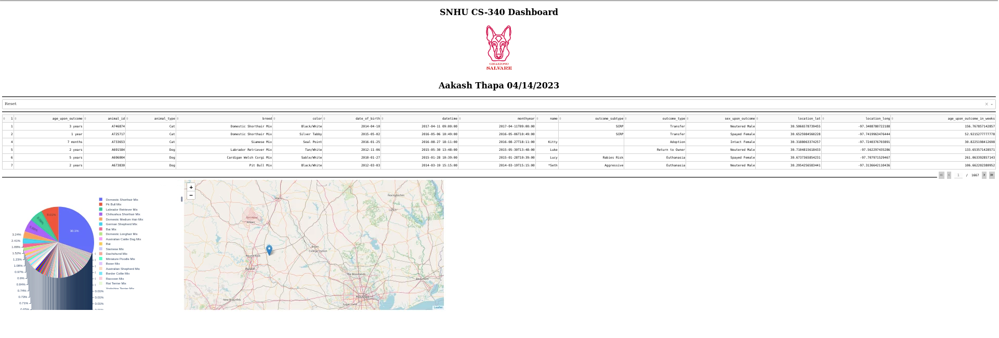 SNHU CS-340 Dashboard
GRAZIOSO
SALVARE
Aakash Thapa 04/14/2023
Reset
1 age_upon_outcome animal_id animal_type breed color date_of_birth datetime monthyear name outcome_subtype outcome_type sex_upon_outcome location_lat location_long age_upon_outcome_in_weeks
1 3 years A746874 Cat Domestic Shorthair Mix Black/White 2014-04-10 2017-04-11 09:00:00 2017-04-11T09:00:00 SCRP Transfer Neutered Male 30.5066578739455 -97.3408780722188 156.767857142857
2 1 year A725717 Cat Domestic Shorthair Mix Silver Tabby 2015-05-02 2016-05-06 10:49:00 2016-05-06T10:49:00 SCRP Transfer Spayed Female 30.6525984560228 -97.7419963476444 52.9215277777778
4 7 months A733653 Cat Siamese Mix Seal Point 2016-01-25 2016-08-27 18:11:00 2016-08-27T18:11:00 Kitty Adoption Intact Female 30.3188063374257 -97.7240376703891 30.8225198412698
5 2 years A691584 Dog Labrador Retriever Mix Tan/White 2012-11-06 2015-05-30 13:48:00 2015-05-30T13:48:00 Luke Return to Owner Neutered Male 30.7104815618433 -97.562297435286 133.653571428571
6 5 years A696004 Dog Cardigan Welsh Corgi Mix Sable/White 2010-01-27 2015-01-28 10:39:00 2015-01-28T10:39:00 Lucy Rabies Risk Euthanasia Spayed Female 30.6737365854231 -97.707971529467 261.063392857143
7 2 years A673830 Dog Pit Bull Mix Black/White 2012-03-03 2014-03-19 15:15:00 2014-03-19T15:15:00 *Seth Aggressive Euthanasia Neutered Male 30.2954256583441 -97.3136642110436 106.662202380952
1 / 1667
30.1%
8.01%
3.24%
2.41%
1.88%
1.52%
1.23%
1.08%
0.97%
0.9%
0.84%
0.74%
0.73%
0.71%
0.01%
0.01%
0.01%
Domestic Shorthair Mix
Pit Bull Mix
Labrador Retriever Mix
Chihuahua Shorthair Mix
Domestic Medium Hair Mix
German Shepherd Mix
Bat Mix
Domestic Longhair Mix
Australian Cattle Dog Mix
Bat
Siamese Mix
Dachshund Mix
Miniature Poodle Mix
Boxer Mix
Australian Shepherd Mix
Border Collie Mix
Raccoon Mix
Rat Terrier Mix
Yorkshire Terrier Mix
+
−
Waco
Nacogdoches
Lufkin
Fort Hood
Killeen
Bryan
College Station
Round Rock
Austin
The Woodlands
Beaumont
Houston
New Braunfels
Sugar Land
Leaflet